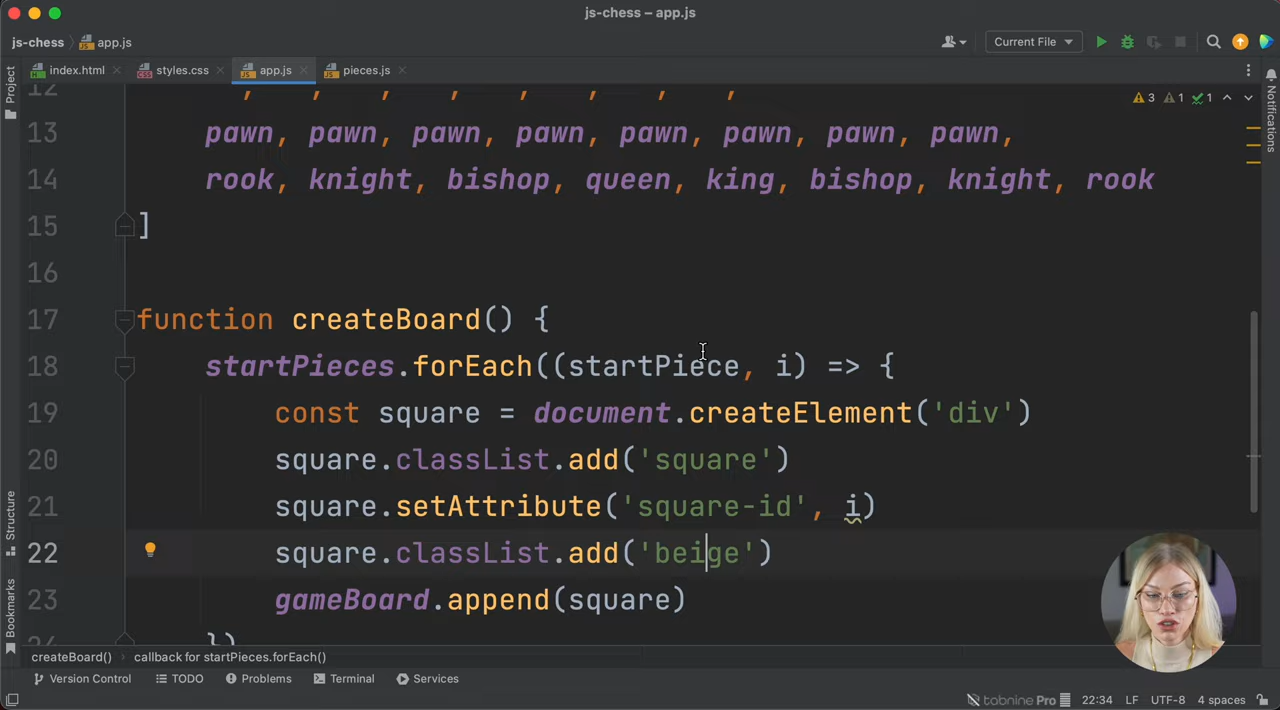 js-chess – app.js
js-chess app.js
Current File
index.html styles.css app.js pieces.js
Project
Notifications
3 1 1
12 , , , , , , , ,
13 pawn, pawn, pawn, pawn, pawn, pawn, pawn, pawn,
14 rook, knight, bishop, queen, king, bishop, knight, rook
15 ]
16
17 function createBoard() {
18 startPieces.forEach((startPiece, i) => {
19 const square = document.createElement('div')
20 square.classList.add('square')
21 square.setAttribute('square-id', i)
22 square.classList.add('beige')
23 gameBoard.append(square)
24 })
Structure
Bookmarks
createBoard() callback for startPieces.forEach()
Version Control TODO Problems Terminal Services
tabnine Pro 22:34 LF UTF-8 4 spaces